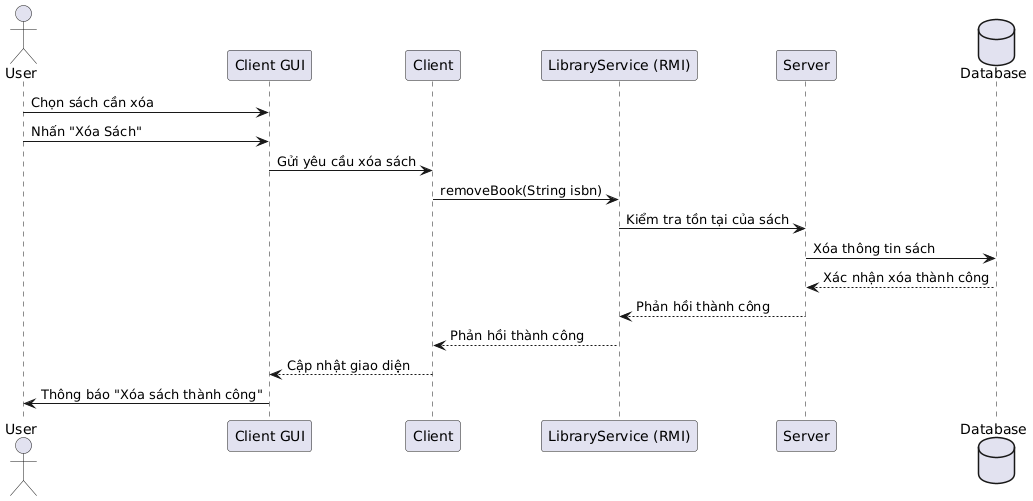 User
Client GUI
Client
LibraryService (RMI)
Server
Database
Chọn sách cần xóa
Nhấn "Xóa Sách"
Gửi yêu cầu xóa sách
removeBook(String isbn)
Kiểm tra tồn tại của sách
Xóa thông tin sách
Xác nhận xóa thành công
Phản hồi thành công
Phản hồi thành công
Cập nhật giao diện
Thông báo "Xóa sách thành công"
User
Client GUI
Client
LibraryService (RMI)
Server
Database